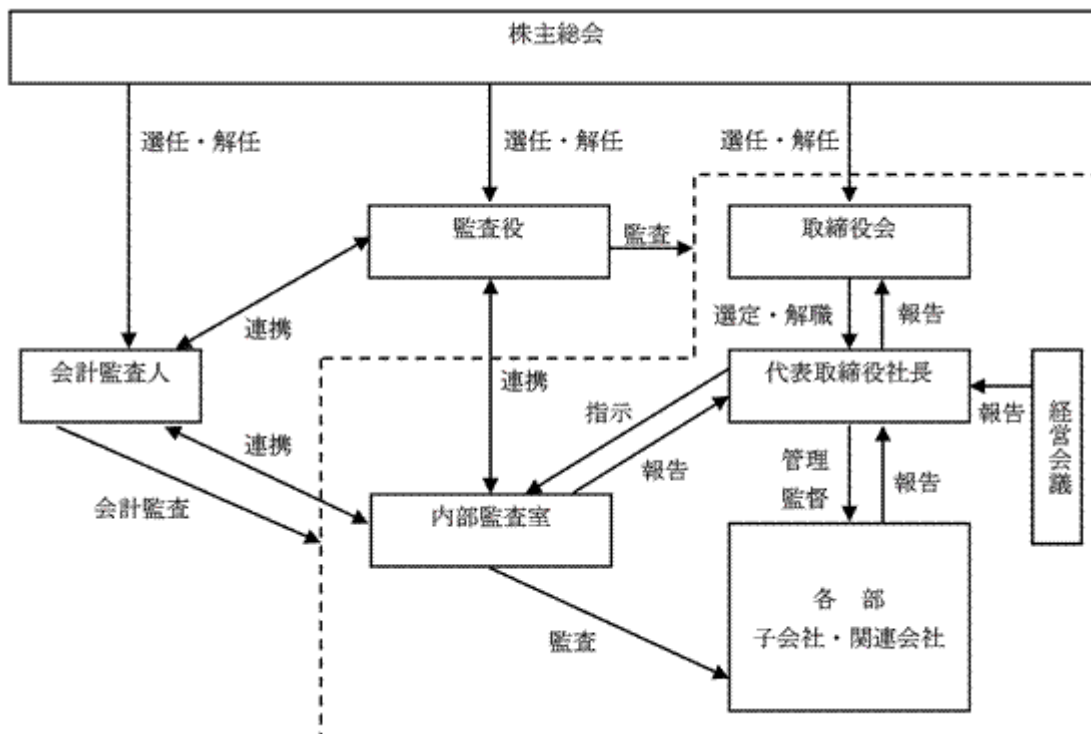 株主総会
選任・解任
選任・解任
選任・解任
監査役
監査
取締役会
連携
選定・解職
報告
会計監査人
連携
代表取締役社長
指示
報告
経営会議
連携
報告
管理
監督
報告
会計監査
内部監査室
各 部
子会社・関連会社
監査